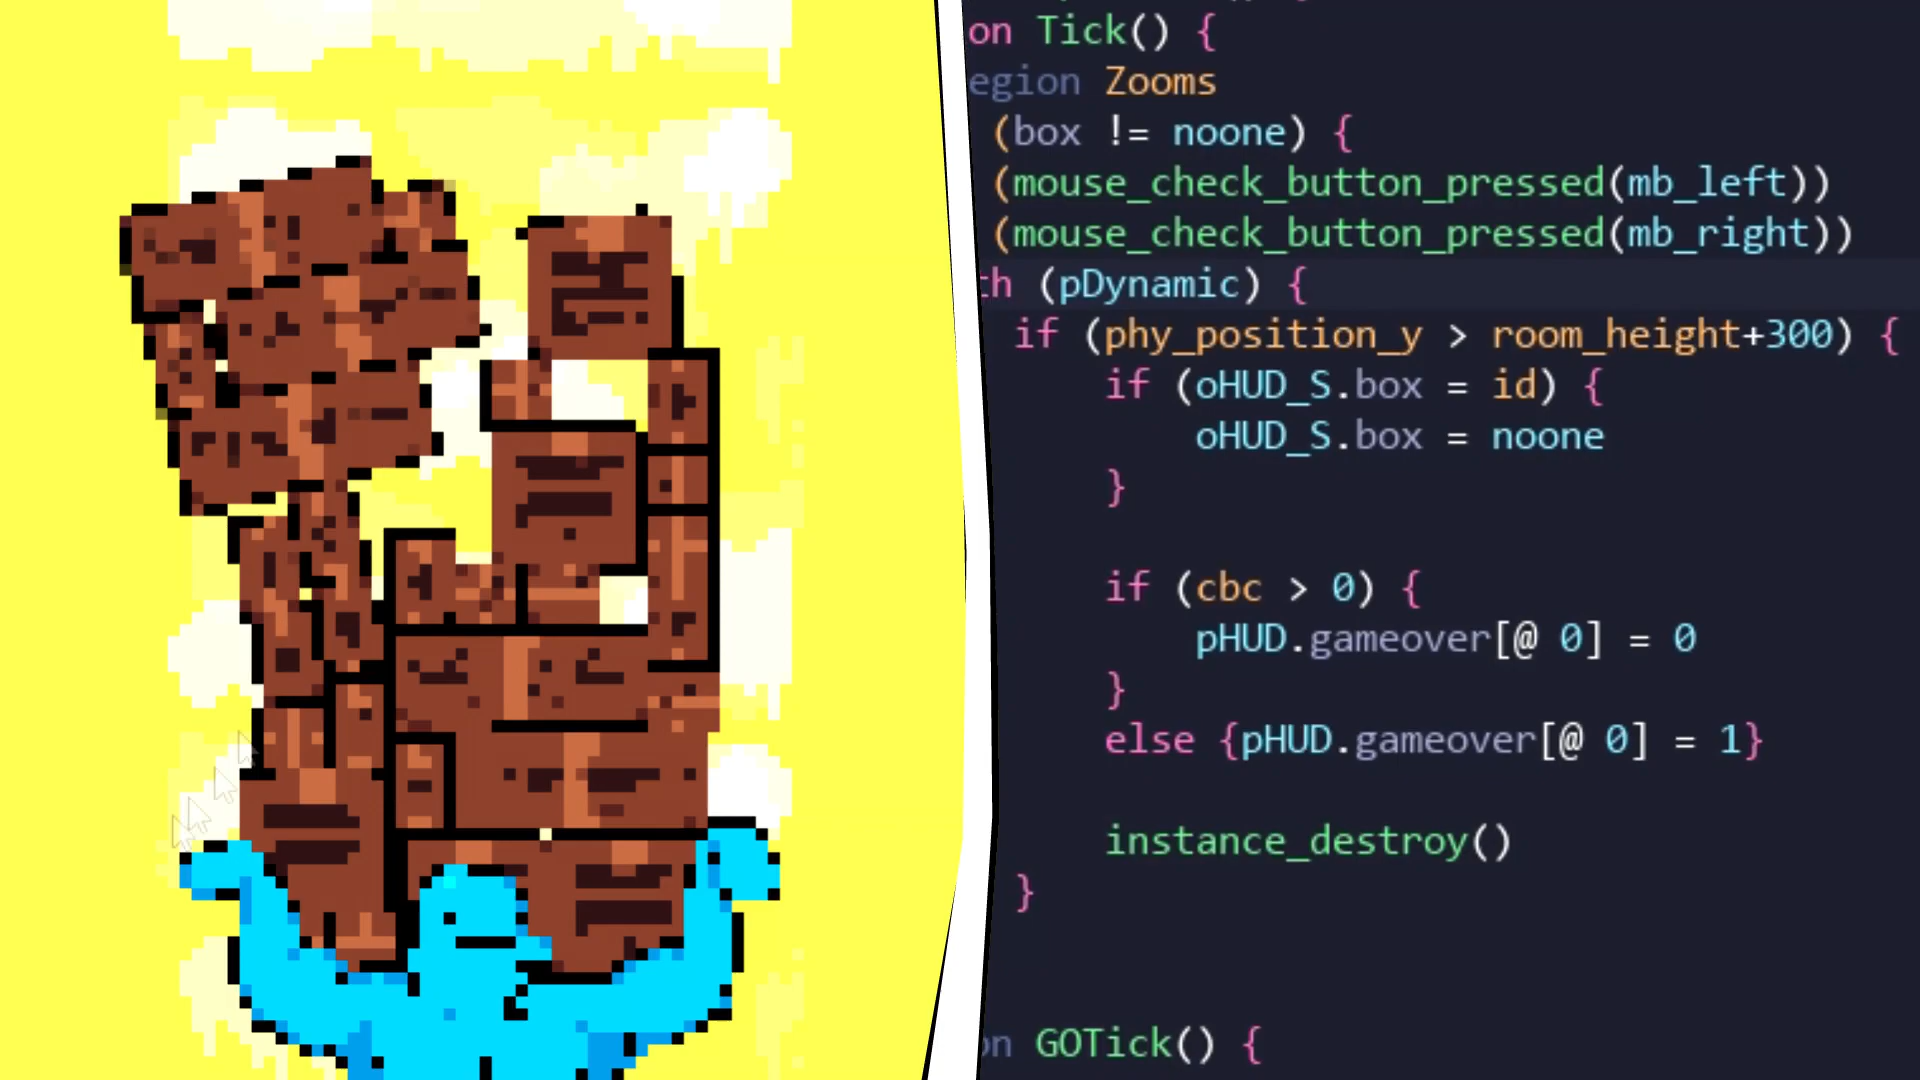 on Tick() {
egion Zooms
(box != noone) {
(mouse_check_button_pressed(mb_left))
(mouse_check_button_pressed(mb_right))
th (pDynamic) {
if (phy_position_y > room_height+300) {
if (oHUD_S.box = id) {
oHUD_S.box = noone
}
if (cbc > 0) {
pHUD.gameover[@ 0] = 0
}
else {pHUD.gameover[@ 0] = 1}
instance_destroy()
}
on GOTick() {